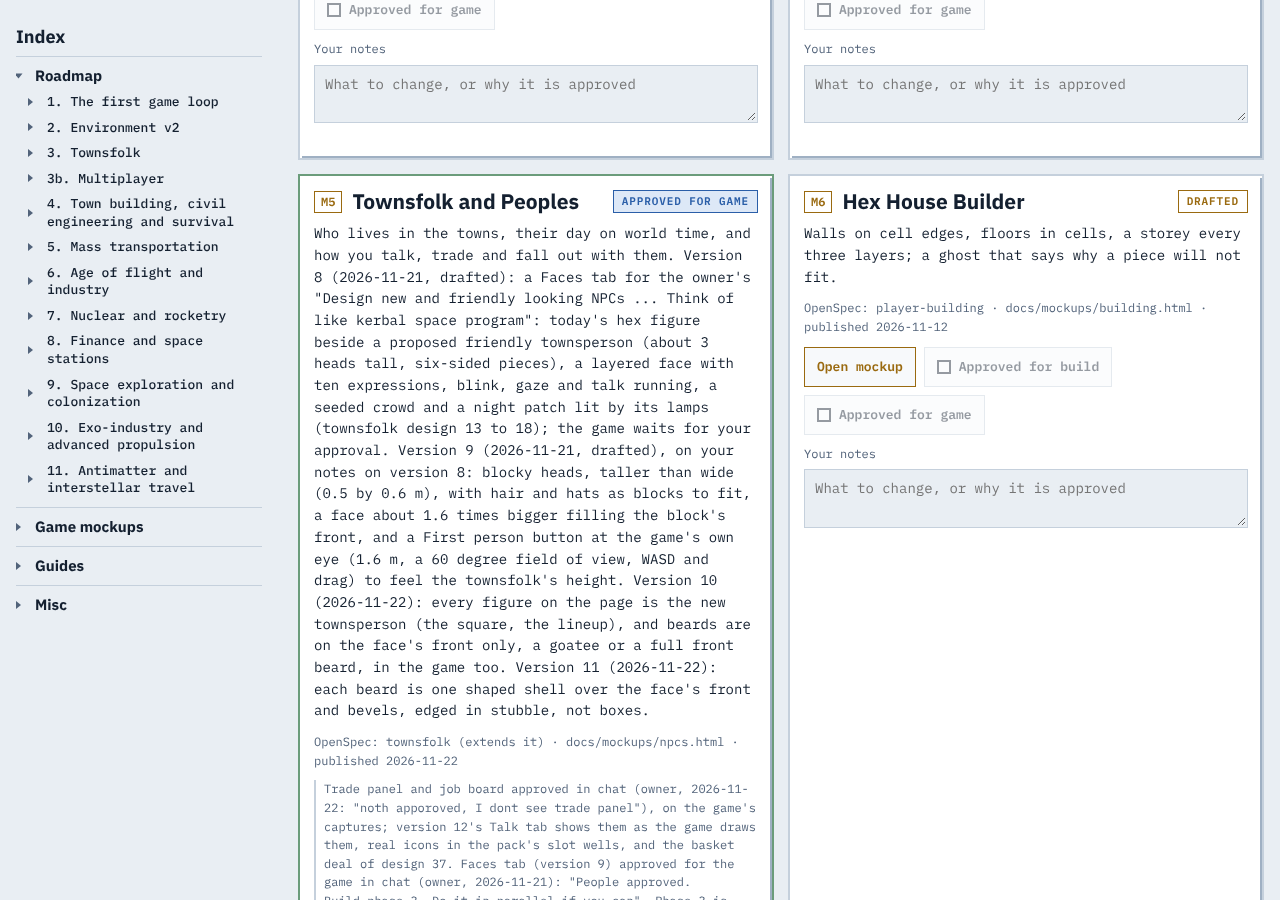 Index
Roadmap
1. The first game loop
2. Environment v2
3. Townsfolk
3b. Multiplayer
4. Town building, civil
engineering and survival
5. Mass transportation
6. Age of flight and
industry
7. Nuclear and rocketry
8. Finance and space
stations
9. Space exploration and
colonization
10. Exo-industry and
advanced propulsion
11. Antimatter and
interstellar travel
Game mockups
Guides
Misc
Approved for game
Your notes
What to change, or why it is approved
Approved for game
Your notes
What to change, or why it is approved
M5 Townsfolk and Peoples APPROVED FOR GAME
Who lives in the towns, their day on world time, and
how you talk, trade and fall out with them. Version
8 (2026-11-21, drafted): a Faces tab for the owner's
"Design new and friendly looking NPCs ... Think of
like kerbal space program": today's hex figure
beside a proposed friendly townsperson (about 3
heads tall, six-sided pieces), a layered face with
ten expressions, blink, gaze and talk running, a
seeded crowd and a night patch lit by its lamps
(townsfolk design 13 to 18); the game waits for your
approval. Version 9 (2026-11-21, drafted), on your
notes on version 8: blocky heads, taller than wide
(0.5 by 0.6 m), with hair and hats as blocks to fit,
a face about 1.6 times bigger filling the block's
front, and a First person button at the game's own
eye (1.6 m, a 60 degree field of view, WASD and
drag) to feel the townsfolk's height. Version 10
(2026-11-22): every figure on the page is the new
townsperson (the square, the lineup), and beards are
on the face's front only, a goatee or a full front
beard, in the game too. Version 11 (2026-11-22):
each beard is one shaped shell over the face's front
and bevels, edged in stubble, not boxes.
OpenSpec: townsfolk (extends it) · docs/mockups/npcs.html ·
published 2026-11-22
Trade panel and job board approved in chat (owner, 2026-11-
22: "noth apporoved, I dont see trade panel"), on the game's
captures; version 12's Talk tab shows them as the game draws
them, real icons in the pack's slot wells, and the basket
deal of design 37. Faces tab (version 9) approved for the
game in chat (owner, 2026-11-21): "People approved.
M6 Hex House Builder DRAFTED
Walls on cell edges, floors in cells, a storey every
three layers; a ghost that says why a piece will not
fit.
OpenSpec: player-building · docs/mockups/building.html ·
published 2026-11-12
Open mockup
Approved for build
Approved for game
Your notes
What to change, or why it is approved